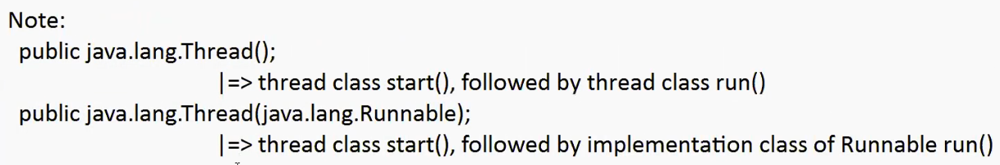 Note:
public java.lang.Thread();
|=> thread class start(), followed by thread class run()
public java.lang.Thread(java.lang.Runnable);
|=> thread class start(), followed by implementation class of Runnable run()